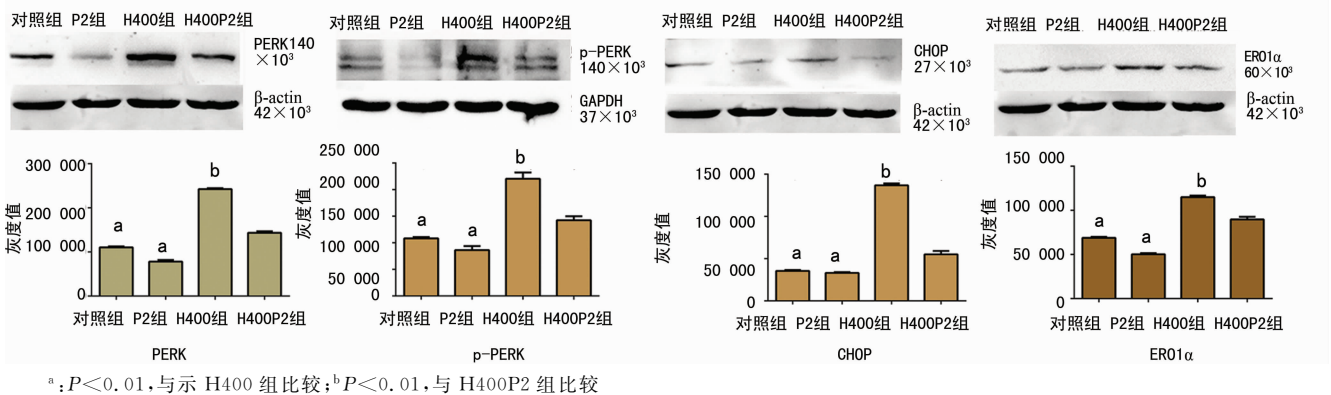 对照组 P2组 H400组 H400P2组
PERK140
×10³
β-actin
42×10³
300 000
200 000
100 000
0
灰度值
a
a
b
对照组 P2组 H400组 H400P2组
PERK
对照组 P2组 H400组 H400P2组
p-PERK
140×10³
GAPDH
37×10³
250 000
200 000
150 000
100 000
50 000
0
灰度值
a
a
b
对照组 P2组 H400组 H400P2组
p-PERK
对照组 P2组 H400组 H400P2组
CHOP
27×10³
β-actin
42×10³
150 000
100 000
50 000
0
灰度值
a
a
b
对照组 P2组 H400组 H400P2组
CHOP
对照组 P2组 H400组 H400P2组
ERO1α
60×10³
β-actin
42×10³
150 000
100 000
50 000
0
灰度值
a
a
b
对照组 P2组 H400组 H400P2组
ERO1α
ᵃ:P<0.01,与示 H400 组比较;ᵇP<0.01,与 H400P2 组比较